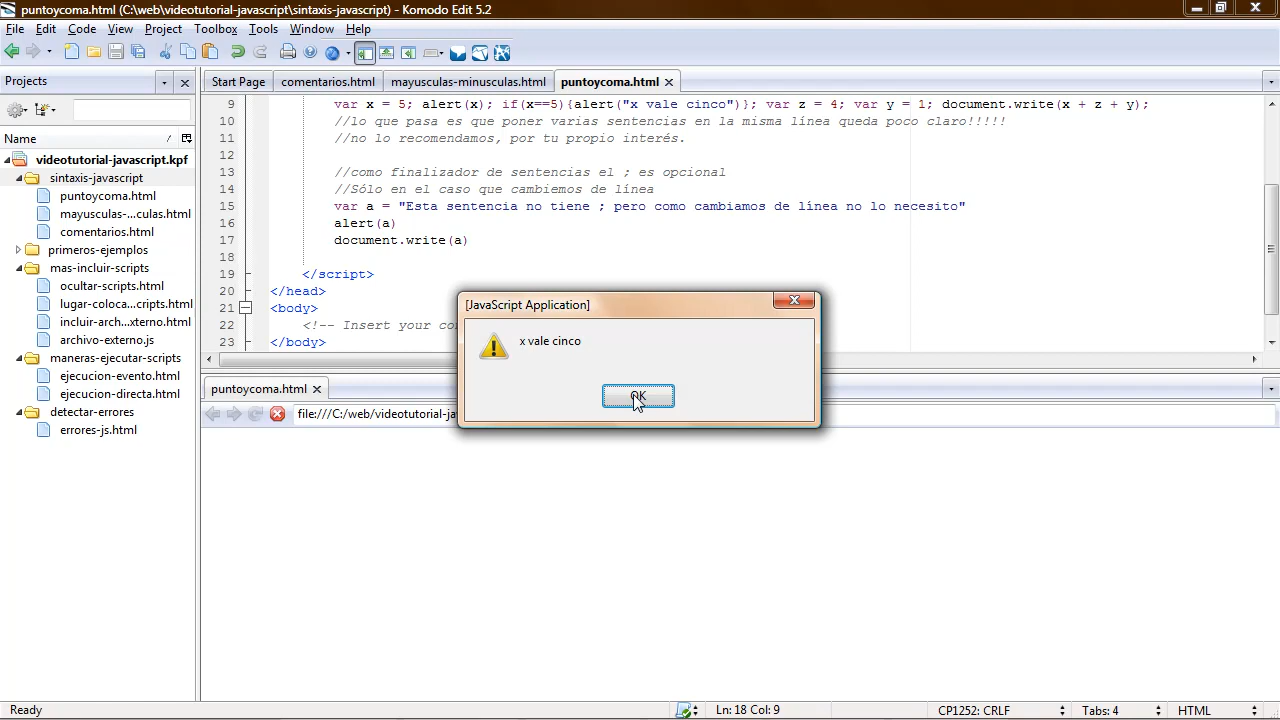 puntoycoma.html (C:\web\videotutorial-javascript\sintaxis-javascript) - Komodo Edit 5.2
File Edit Code View Project Toolbox Tools Window Help
Projects
Start Page comentarios.html mayusculas-minusculas.html puntoycoma.html
Name
videotutorial-javascript.kpf
sintaxis-javascript
puntoycoma.html
mayusculas-...culas.html
comentarios.html
primeros-ejemplos
mas-incluir-scripts
ocultar-scripts.html
lugar-coloca...cripts.html
incluir-arch...xterno.html
archivo-externo.js
maneras-ejecutar-scripts
ejecucion-evento.html
ejecucion-directa.html
detectar-errores
errores-js.html
9 var x = 5; alert(x); if(x==5){alert("x vale cinco")}; var z = 4; var y = 1; document.write(x + z + y);
10 //lo que pasa es que poner varias sentencias en la misma línea queda poco claro!!!!!
11 //no lo recomendamos, por tu propio interés.
12
13 //como finalizador de sentencias el ; es opcional
14 //Sólo en el caso que cambiemos de línea
15 var a = "Esta sentencia no tiene ; pero como cambiamos de línea no lo necesito"
16 alert(a)
17 document.write(a)
18
19 </script>
20 </head>
21 <body>
22 <!-- Insert your co
23 </body>
[JavaScript Application]
x vale cinco
OK
puntoycoma.html
file:///C:/web/videotutorial-ja
Ready
Ln: 18 Col: 9
CP1252: CRLF
Tabs: 4
HTML